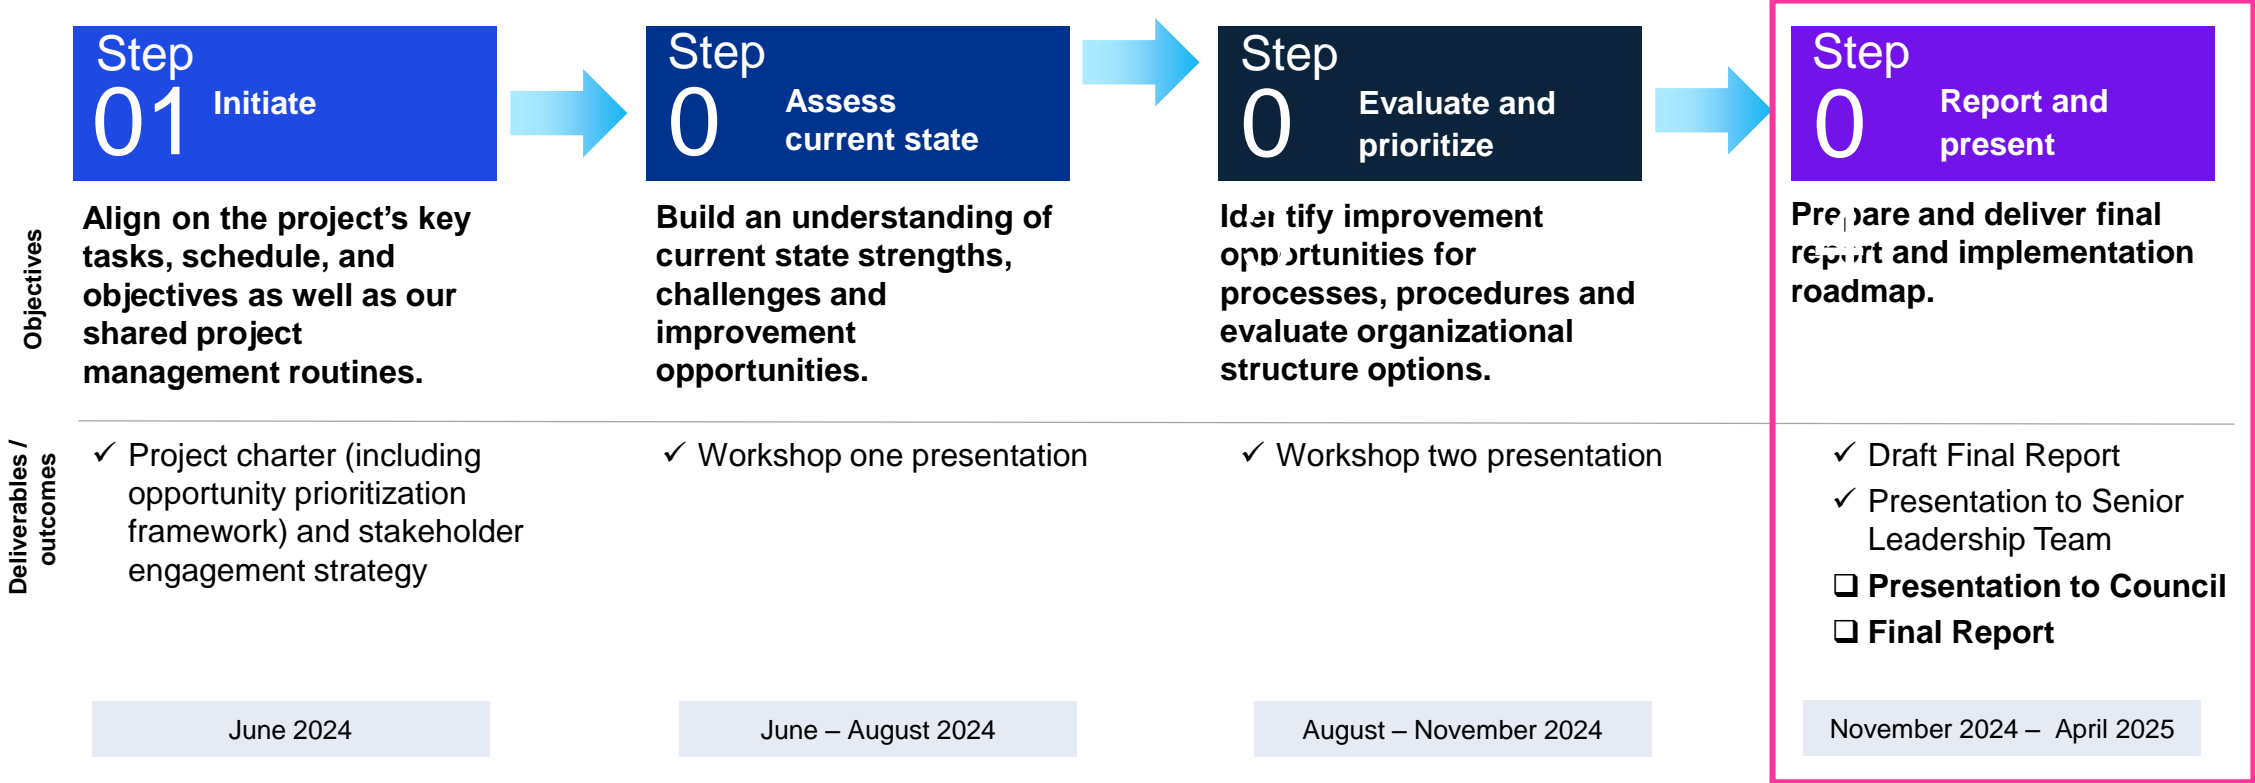 Step
01
Initiate
Step
0
Assess
current state
Step
0
Evaluate and
prioritize
Step
0
Report and
present
Objectives
Align on the project’s key
tasks, schedule, and
objectives as well as our
shared project
management routines.
Build an understanding of
current state strengths,
challenges and
improvement
opportunities.
Identify improvement
opportunities for
processes, procedures and
evaluate organizational
structure options.
Prepare and deliver final
report and implementation
roadmap.
Deliverables /
outcomes
✓ Project charter (including
opportunity prioritization
framework) and stakeholder
engagement strategy
✓ Workshop one presentation
✓ Workshop two presentation
✓ Draft Final Report
✓ Presentation to Senior
Leadership Team
❑ Presentation to Council
❑ Final Report
June 2024
June – August 2024
August – November 2024
November 2024 – April 2025